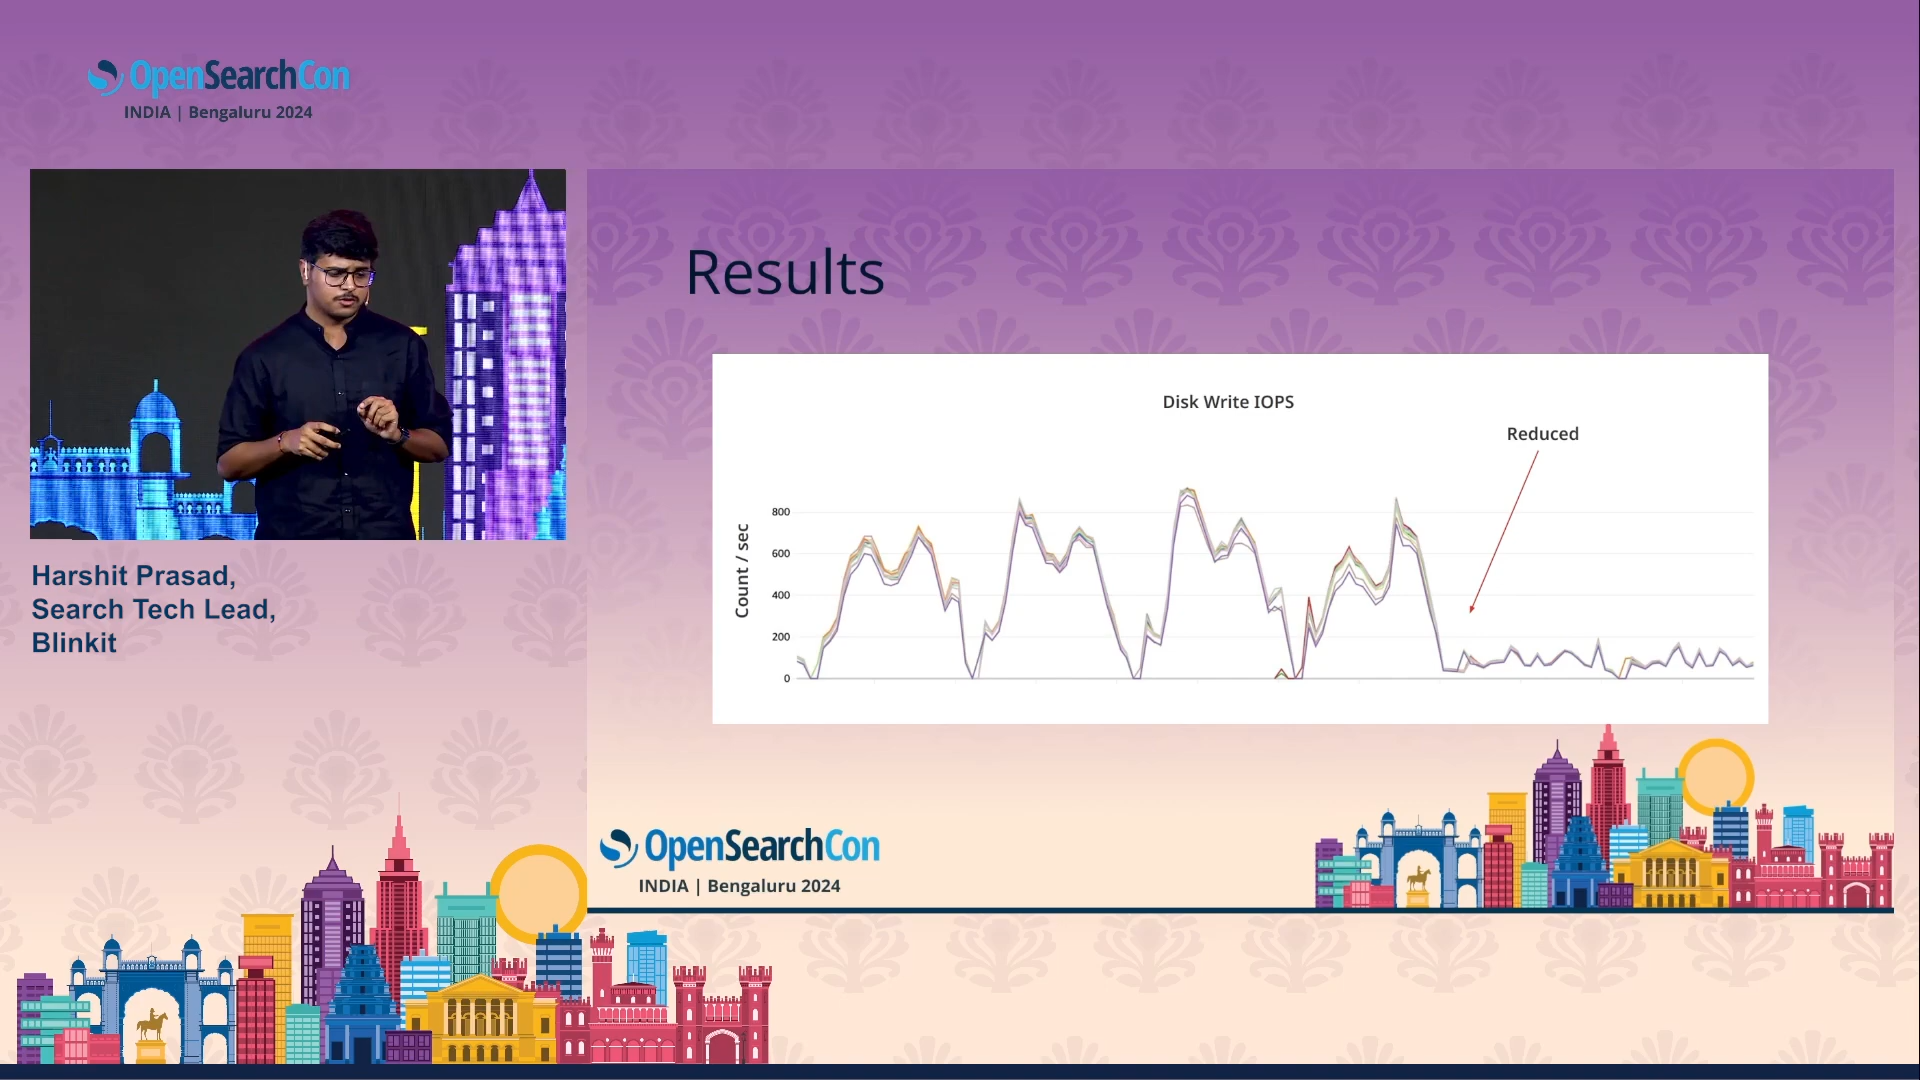 OpenSearchCon
INDIA | Bengaluru 2024
Harshit Prasad,
Search Tech Lead,
Blinkit
Results
Disk Write IOPS
Reduced
Count / sec
800
600
400
200
0
OpenSearchCon
INDIA | Bengaluru 2024